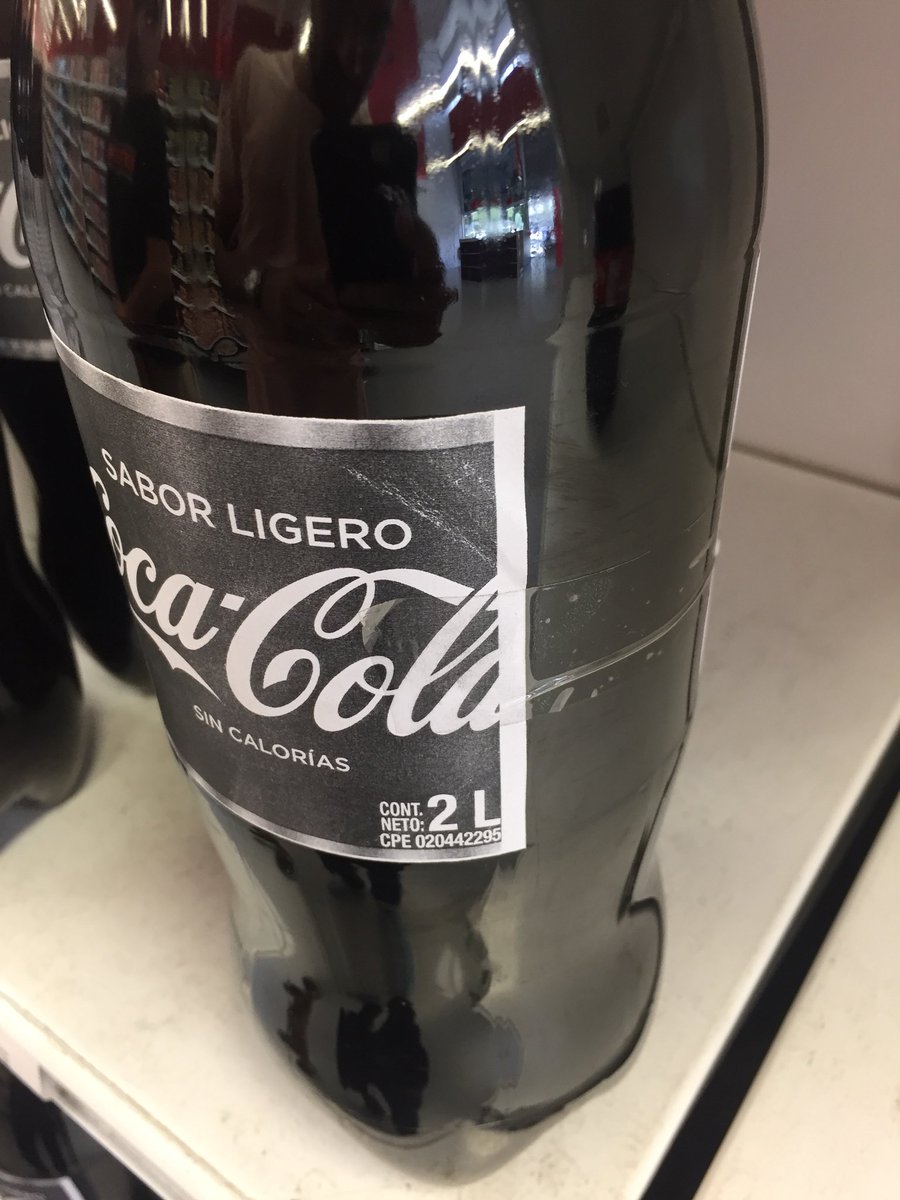 SABOR LIGERO
Coca-Cola
SIN CALORÍAS
CONT.
NETO: 2 L
CPE 020442295